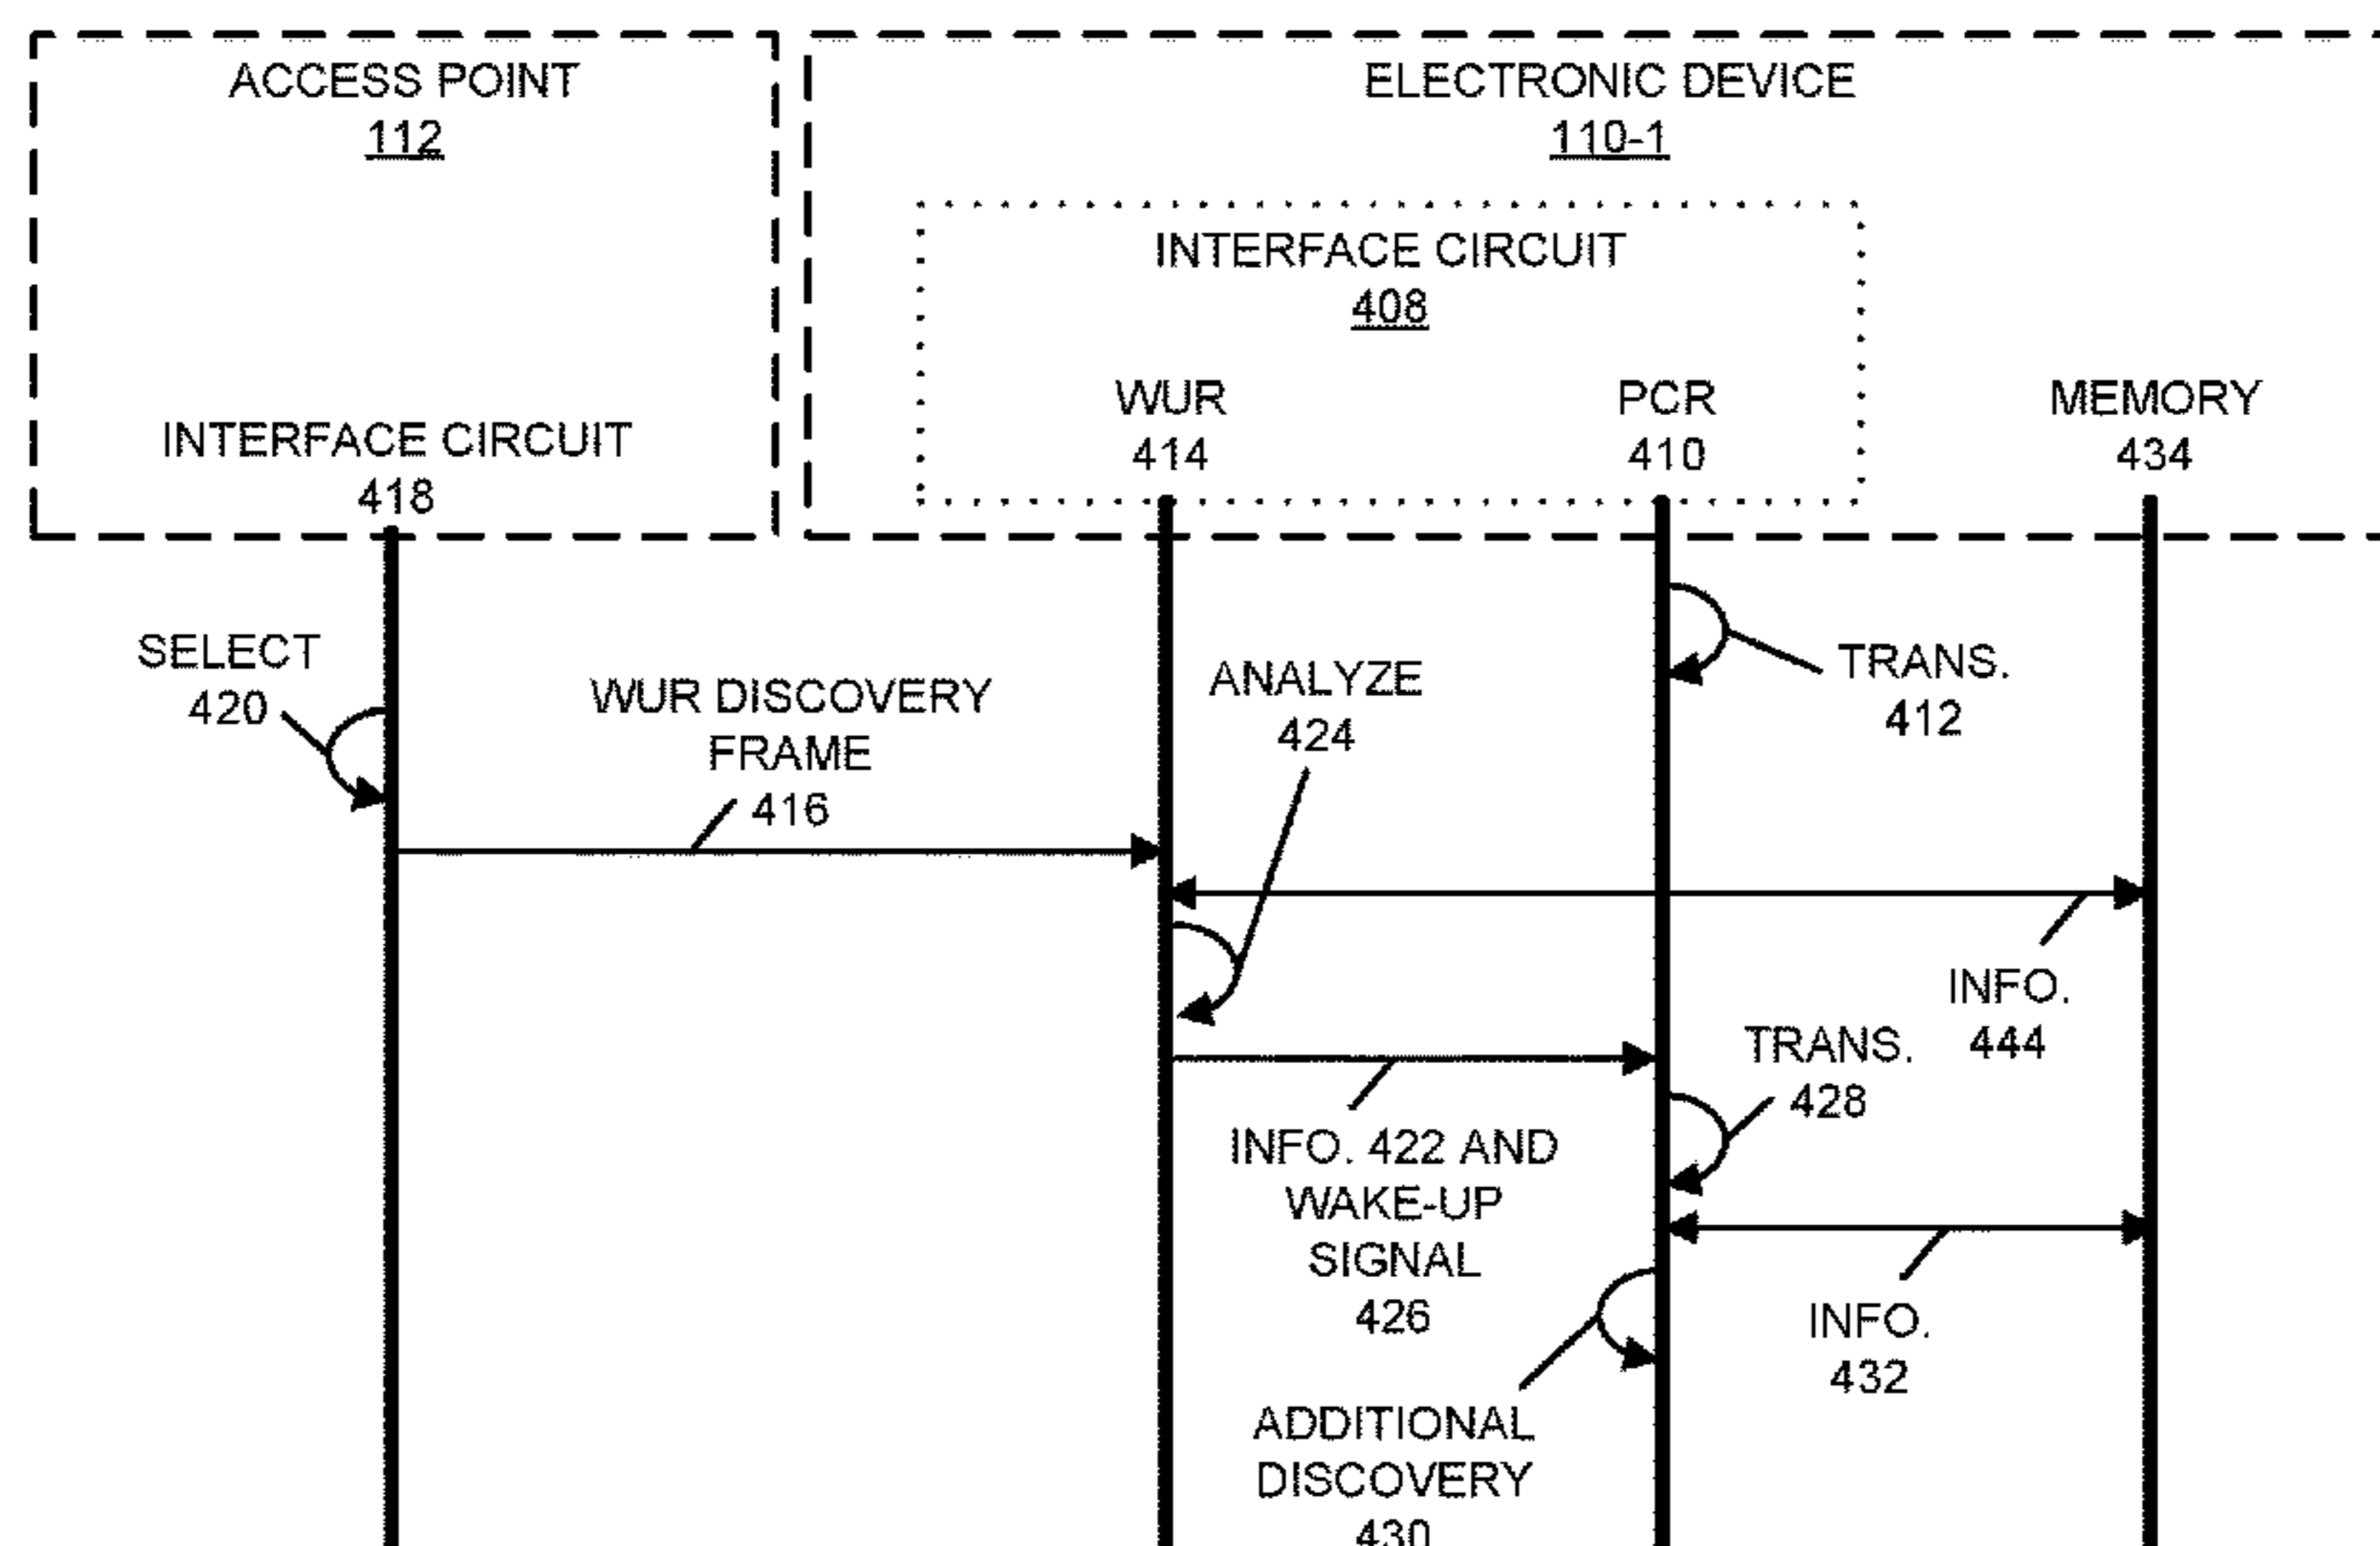 ACCESS POINT
112
ELECTRONIC DEVICE
110-1
INTERFACE CIRCUIT
408
INTERFACE CIRCUIT
418
WUR
414
PCR
410
MEMORY
434
SELECT
420
WUR DISCOVERY
FRAME
416
ANALYZE
424
TRANS.
412
INFO.
444
TRANS.
428
INFO. 422 AND
WAKE-UP
SIGNAL
426
INFO.
432
ADDITIONAL
DISCOVERY
430